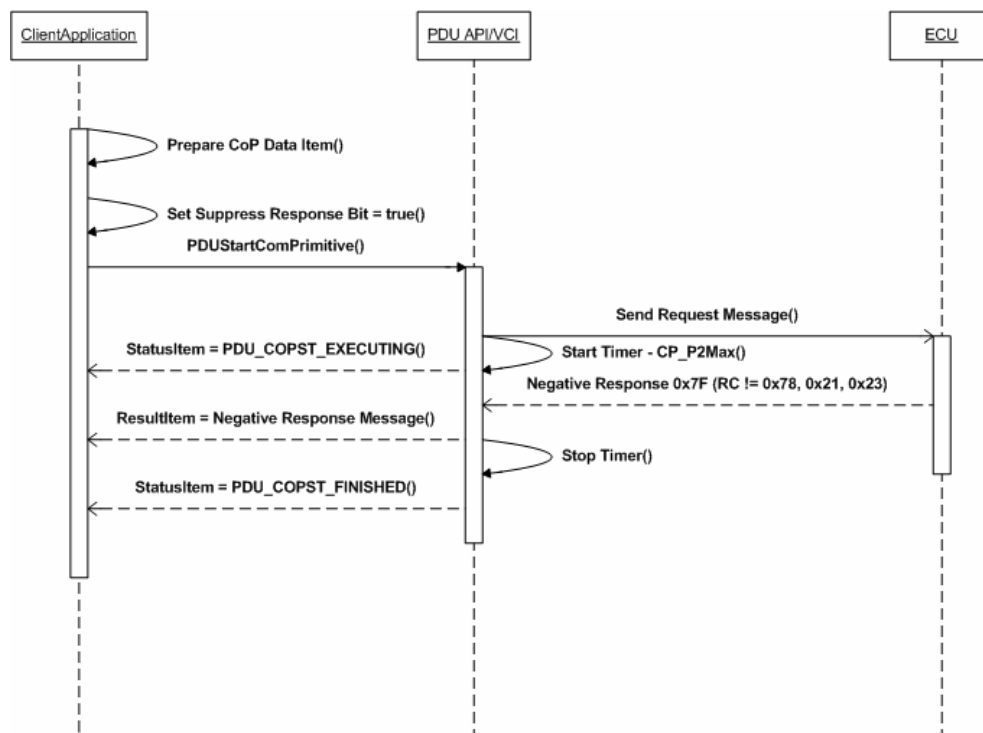 ClientApplication
PDU API/VCI
ECU
Prepare CoP Data Item()
Set Suppress Response Bit = true()
PDUStartComPrimitive()
Send Request Message()
StatusItem = PDU_COPST_EXECUTING()
Start Timer - CP_P2Max()
Negative Response 0x7F (RC != 0x78, 0x21, 0x23)
ResultItem = Negative Response Message()
Stop Timer()
StatusItem = PDU_COPST_FINISHED()